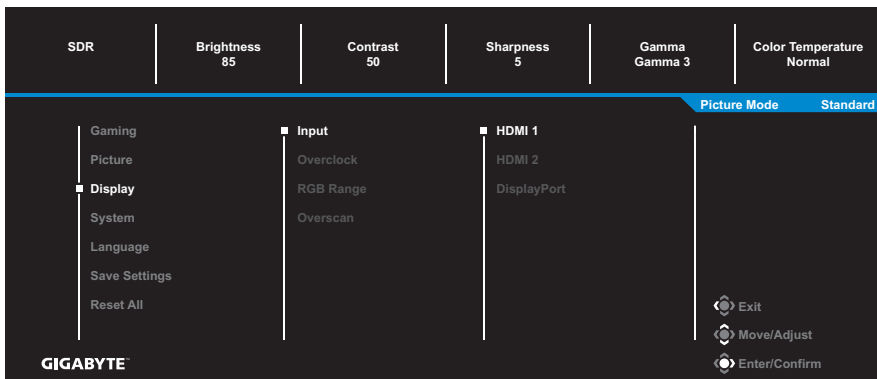 SDR
Brightness
85
Contrast
50
Sharpness
5
Gamma
Gamma 3
Color Temperature
Normal
Picture Mode Standard
Gaming
Picture
Display
System
Language
Save Settings
Reset All
Input
Overclock
RGB Range
Overscan
HDMI 1
HDMI 2
DisplayPort
Exit
Move/Adjust
Enter/Confirm
GIGABYTE™